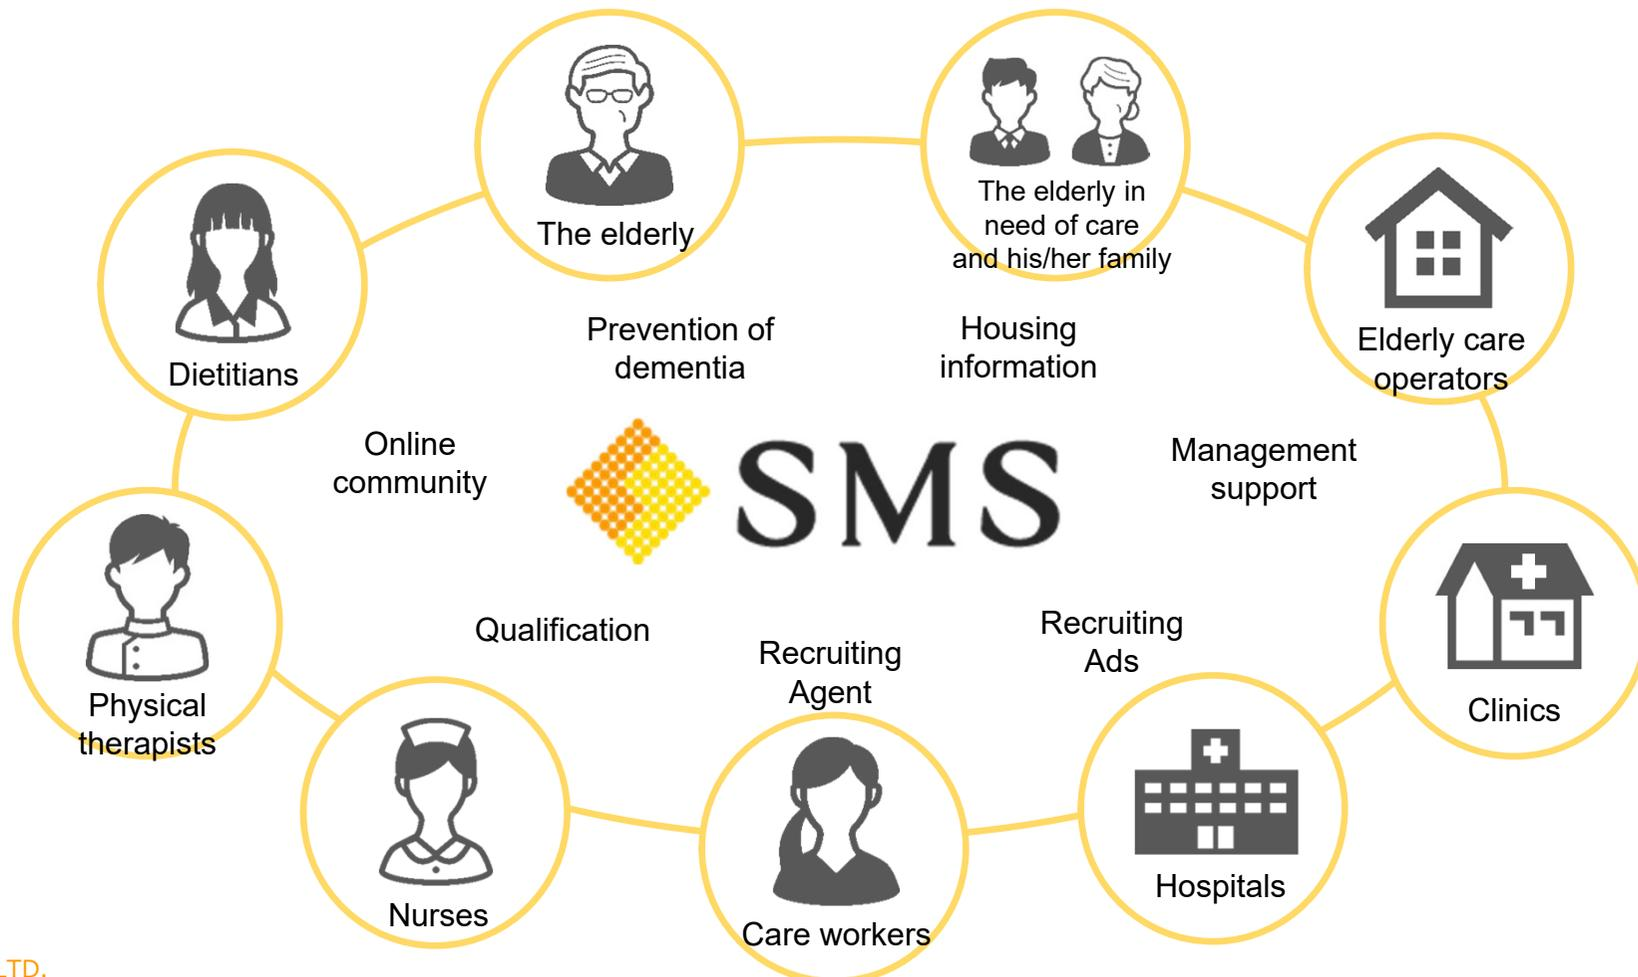 The elderly
The elderly in
need of care
and his/her family
Dietitians
Elderly care
operators
Prevention of
dementia
Housing
information
Online
community
SMS
Management
support
Qualification
Recruiting
Agent
Recruiting
Ads
Physical
therapists
Clinics
Nurses
Care workers
Hospitals
LTD.